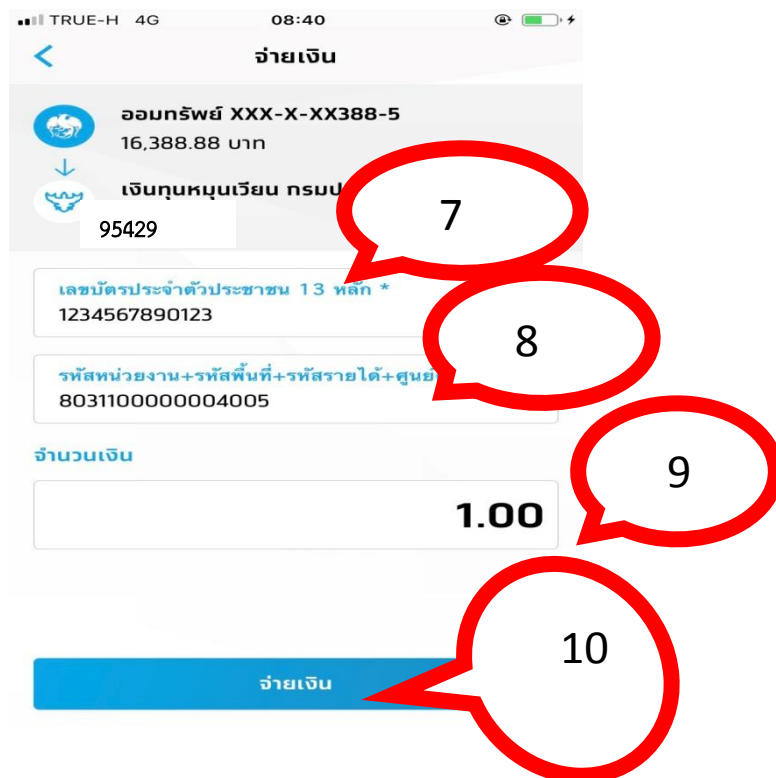 TRUE-H 4G 08:40
จ่ายเงิน
ออมทรัพย์ XXX-X-XX388-5
16,388.88 บาท
เงินทุนหมุนเวียน กรมป
95429
7
เลขบัตรประจำตัวประชาชน 13 หลัก *
1234567890123
8
รหัสหน่วยงาน+รหัสพื้นที่+รหัสรายได้+ศูนย์
8031100000004005
จำนวนเงิน
9
1.00
10
จ่ายเงิน